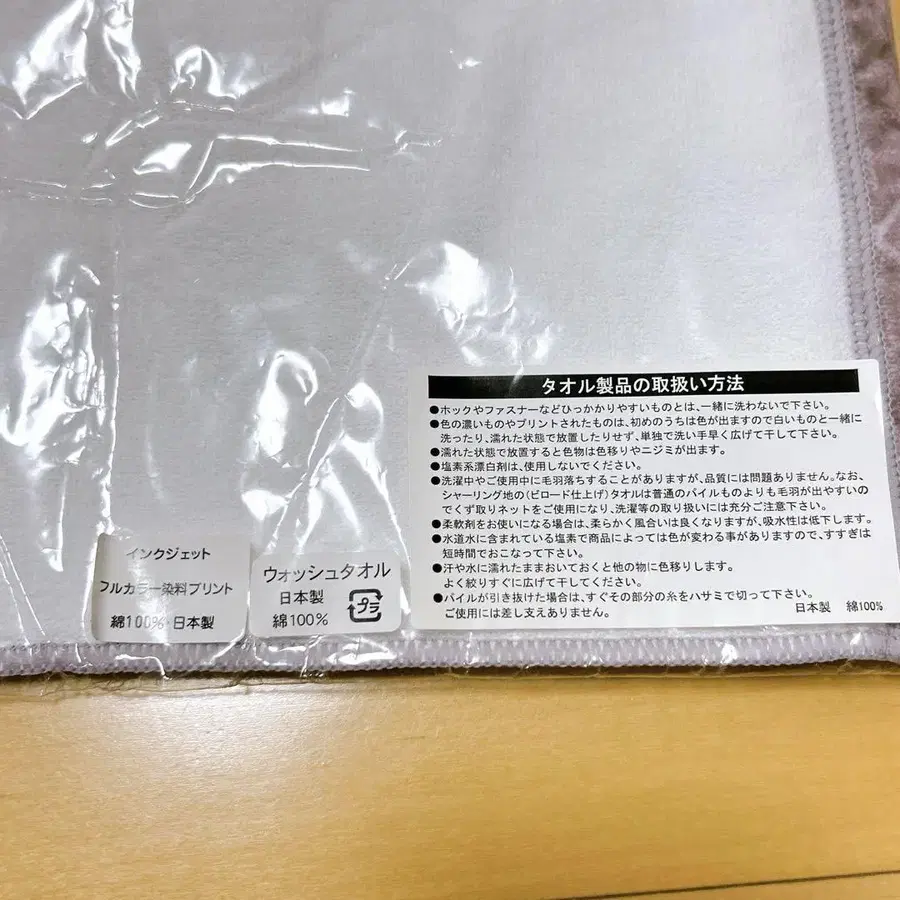 タオル製品の取扱い方法
●ホックやファスナーなどひっかかりやすいものとは、一緒に洗わないで下さい。
●色の濃いものやプリントされたものは、初めのうちは色が出ますので白いものと一緒に
洗ったり、濡れた状態で放置したりせず、単独で洗い手早く広げて干して下さい。
●濡れた状態で放置すると色物は色移りやニジミが出ます。
●塩素系漂白剤は、使用しないでください。
●洗濯中やご使用中に毛羽落ちすることがありますが、品質には問題ありません。なお、
シャーリング地の(ビロード仕上げ)タオルは普通のパイルものよりも毛羽が出やすいの
でくず取りネットをご使用になり、洗濯等の取り扱いには充分ご注意下さい。
●柔軟剤をお使いになる場合は、柔らかく風合いは良くなりますが、吸水性は低下します。
●水道水に含まれている塩素で商品によっては色が変わる事がありますので、すすぎは
短時間でおこなって下さい。
●汗や水に濡れたままおいておくと他の物に色移りします。
よく絞りすぐに広げて干してください。
●パイルが引き抜けた場合は、すぐその部分の糸をハサミで切って下さい。
ご使用には差し支えありません。
日本製 綿100%
インクジェット
フルカラー染料プリント
綿100%・日本製
ウォッシュタオル
日本製
綿100%
プラ